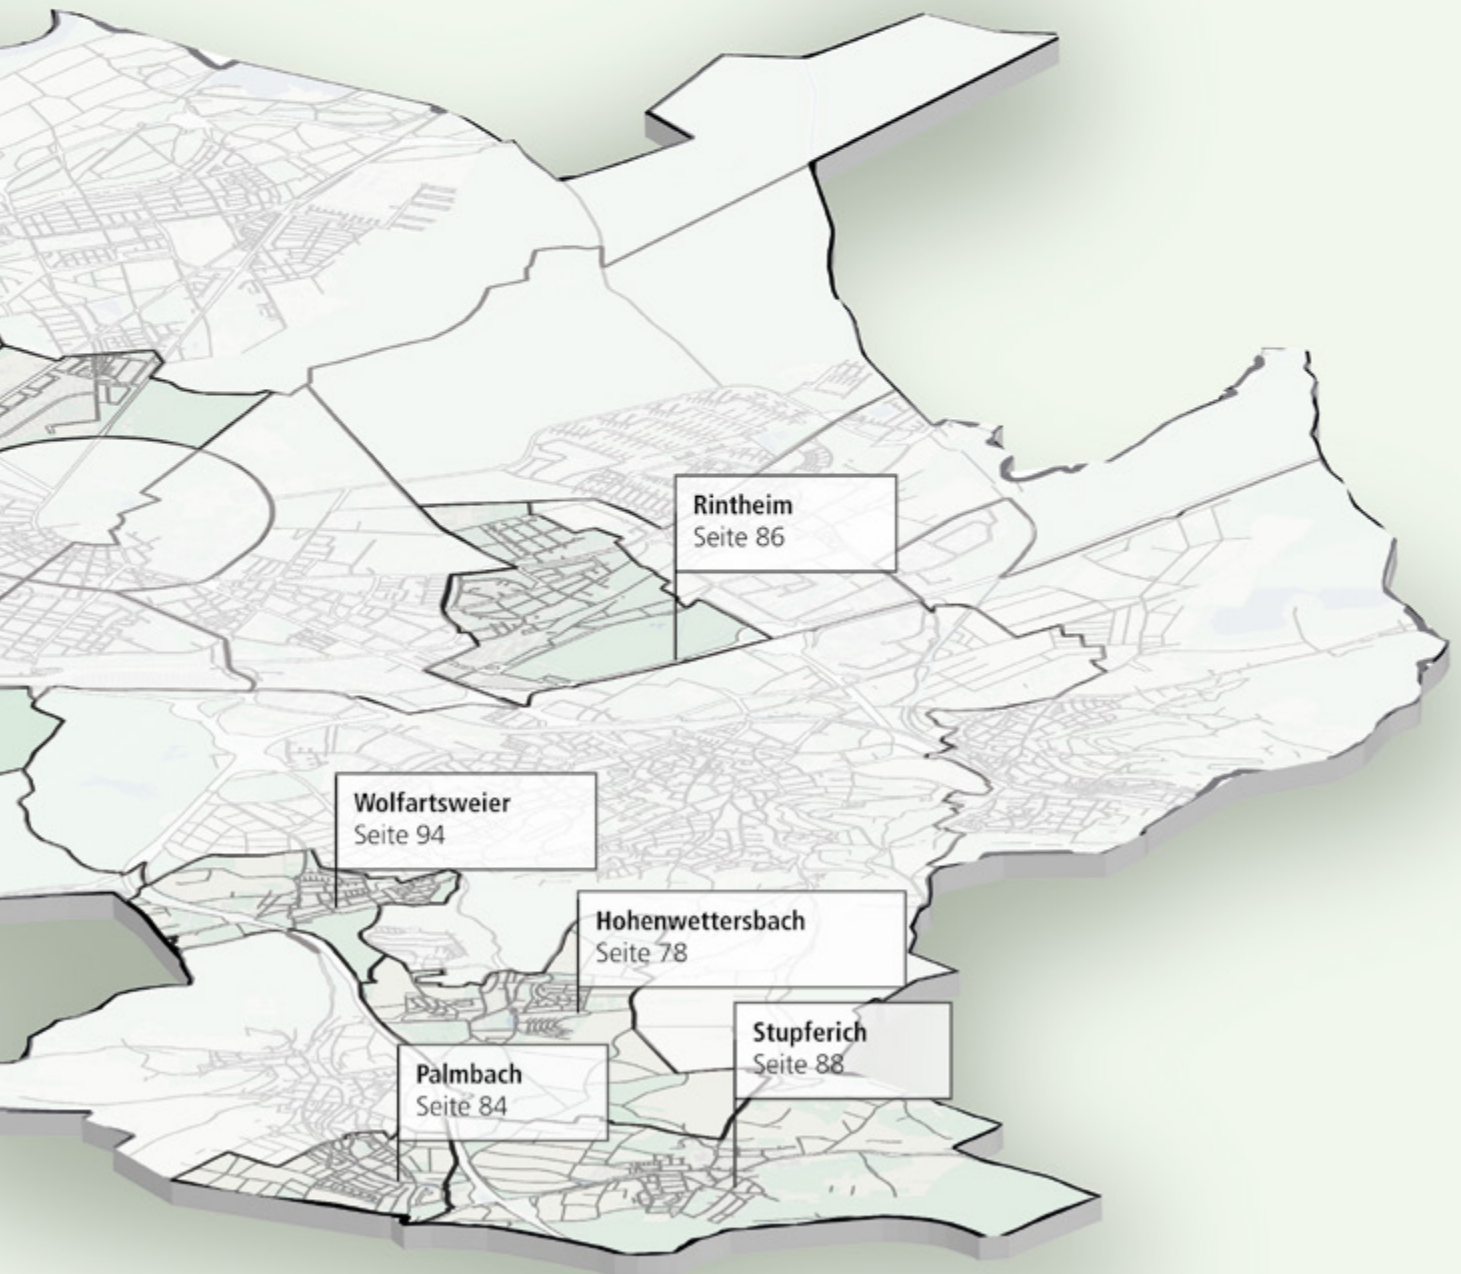 Rintheim
Seite 86
Wolfartsweier
Seite 94
Hohenwettersbach
Seite 78
Stupferich
Seite 88
Palmbach
Seite 84